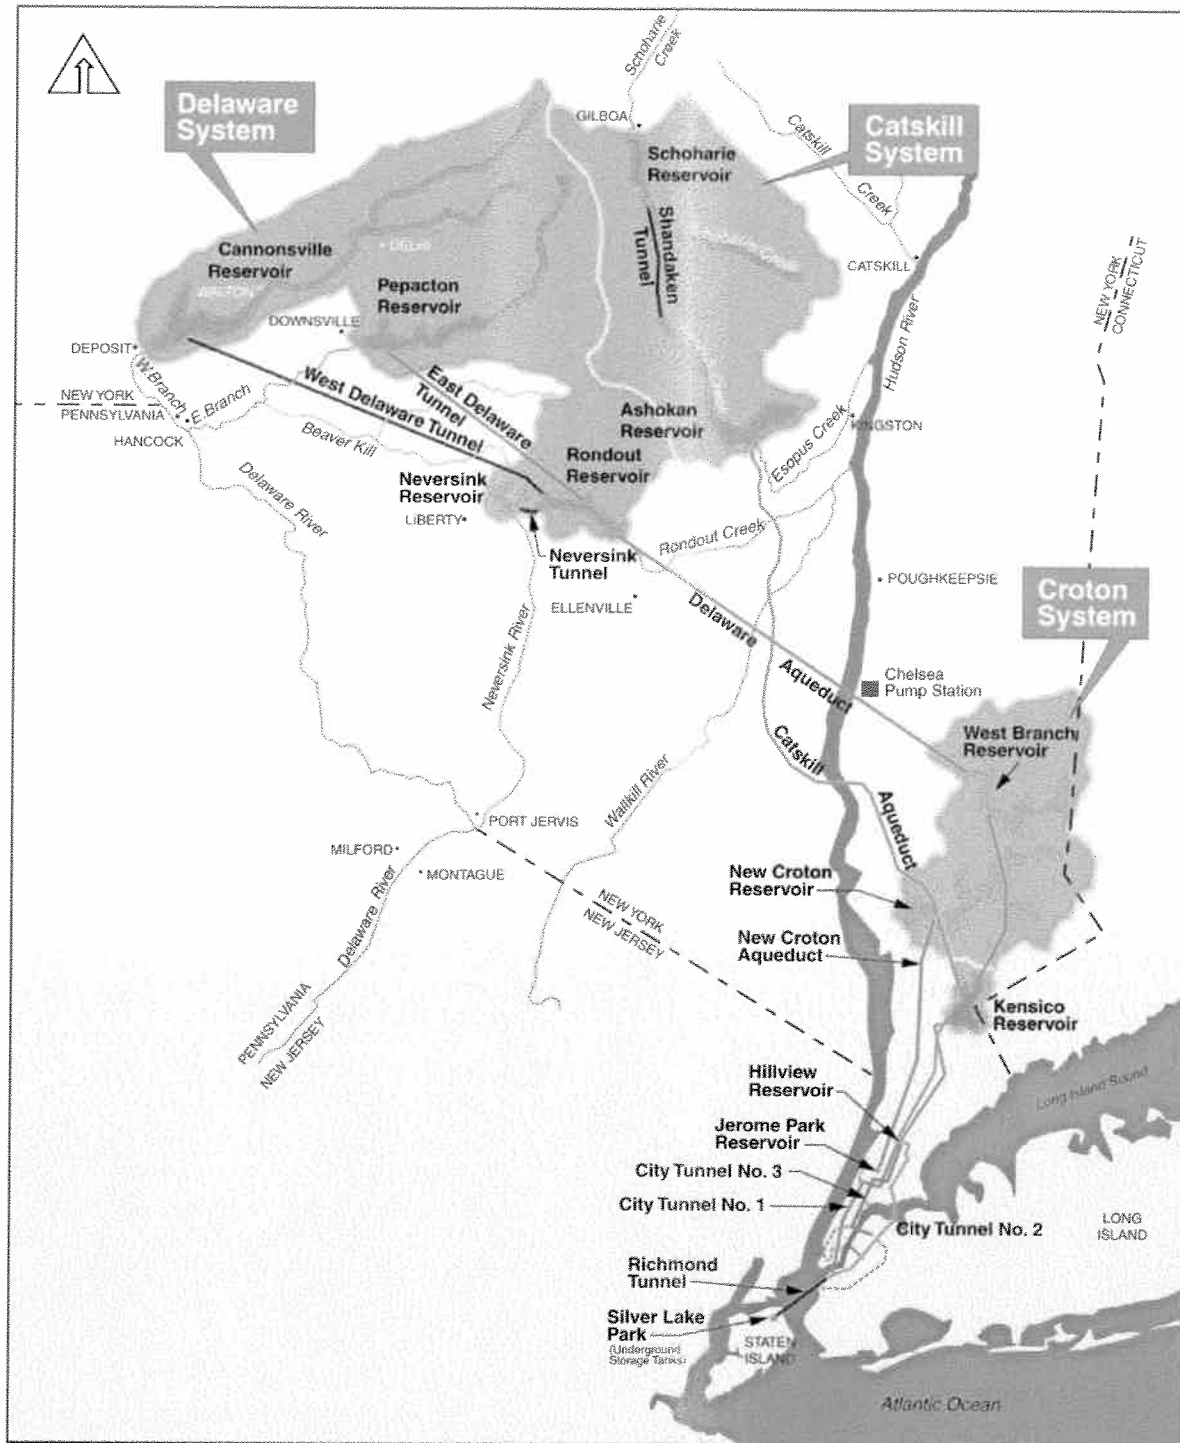 Schoharie
Creek
Delaware
System
GILBOA
Catskill
System
Catskill
Creek
Schoharie
Reservoir
Shandaken
Tunnel
Cannonsville
Reservoir
DELHI
Pepacton
Reservoir
CATSKILL
NEW YORK
CONNECTICUT
DOWNSVILLE
DEPOSIT
Hudson River
W. Branch
E. Branch
NEW YORK
PENNSYLVANIA
HANCOCK
West Delaware Tunnel
East Delaware
Tunnel
Beaver Kill
Ashokan
Reservoir
Esopus Creek
KINGSTON
Rondout
Reservoir
Neversink
Reservoir
LIBERTY
Delaware River
Rondout Creek
Neversink
Tunnel
ELLENVILLE
POUGHKEEPSIE
Croton
System
Delaware
Aqueduct
Neversink River
Chelsea
Pump Station
West Branch
Reservoir
Catskill
Aqueduct
Wallkill River
PORT JERVIS
MILFORD
MONTAGUE
Delaware River
New Croton
Reservoir
NEW YORK
NEW JERSEY
New Croton
Aqueduct
PENNSYLVANIA
NEW JERSEY
Kensico
Reservoir
Hillview
Reservoir
Long Island Sound
Jerome Park
Reservoir
City Tunnel No. 3
City Tunnel No. 1
City Tunnel No. 2
LONG
ISLAND
Richmond
Tunnel
Silver Lake
Park
(Underground
Storage Tanks)
STATEN
ISLAND
Atlantic Ocean